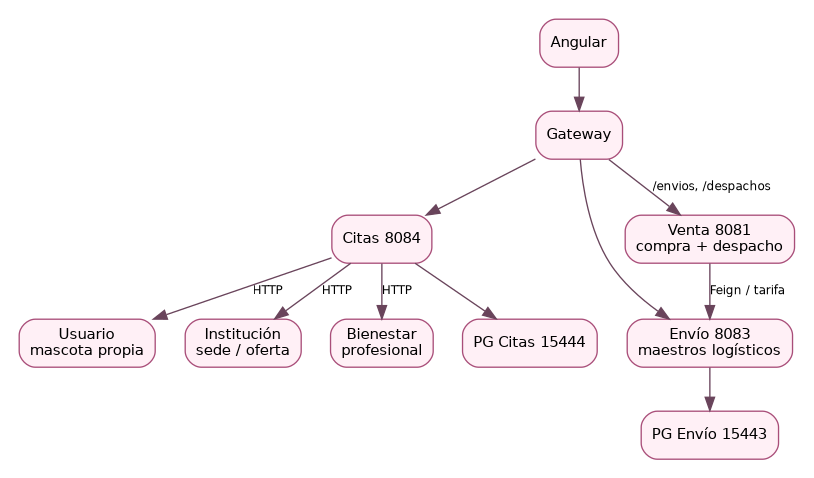 Angular
Gateway
/envios, /despachos
Citas 8084
Venta 8081
compra + despacho
HTTP
HTTP
HTTP
Feign / tarifa
Usuario
mascota propia
Institución
sede / oferta
Bienestar
profesional
PG Citas 15444
Envío 8083
maestros logísticos
PG Envío 15443